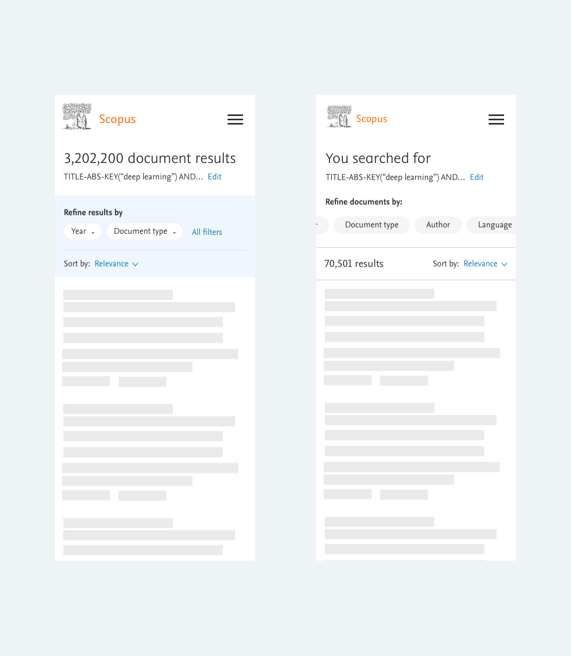 Scopus
3,202,200 document results
TITLE-ABS-KEY("deep learning") AND... Edit
Refine results by
Year Document type All filters
Sort by: Relevance
Scopus
You searched for
TITLE-ABS-KEY("deep learning") AND... Edit
Refine documents by:
Document type Author Language
70,501 results Sort by: Relevance